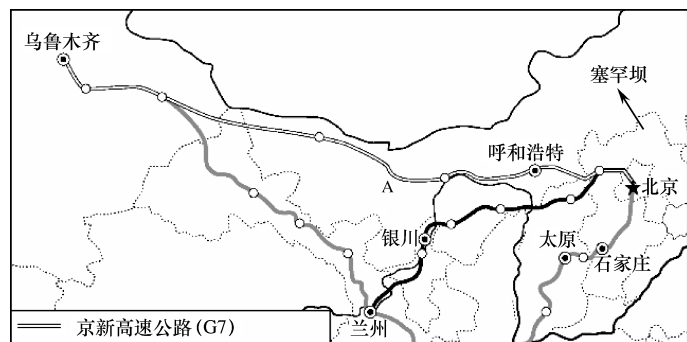 乌鲁木齐
塞罕坝
呼和浩特
A
北京
银川
太原
石家庄
兰州
京新高速公路(G7)